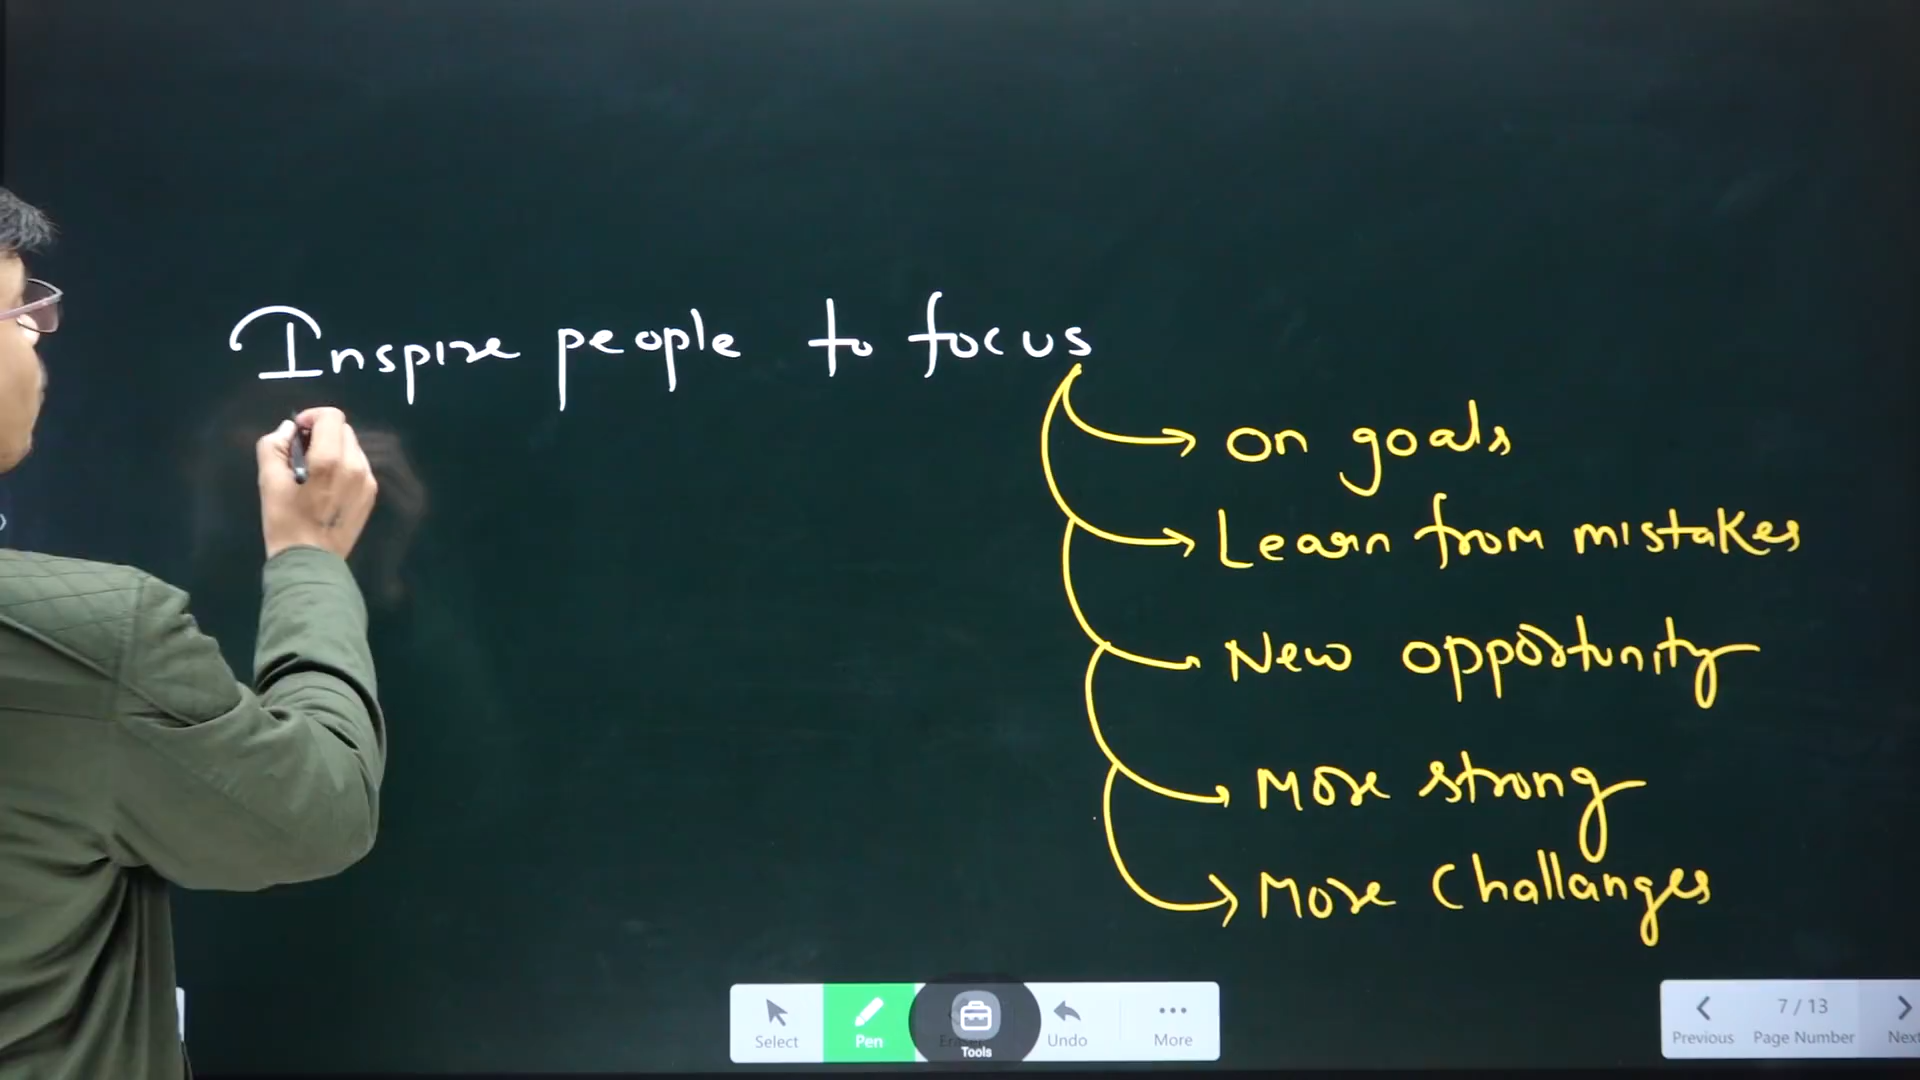 Inspire people to focus
on goals
Learn from mistakes
New opportunity
More strong
More Challanges
Select
Pen
Tools
Undo
More
Previous
7 / 13
Page Number
Next